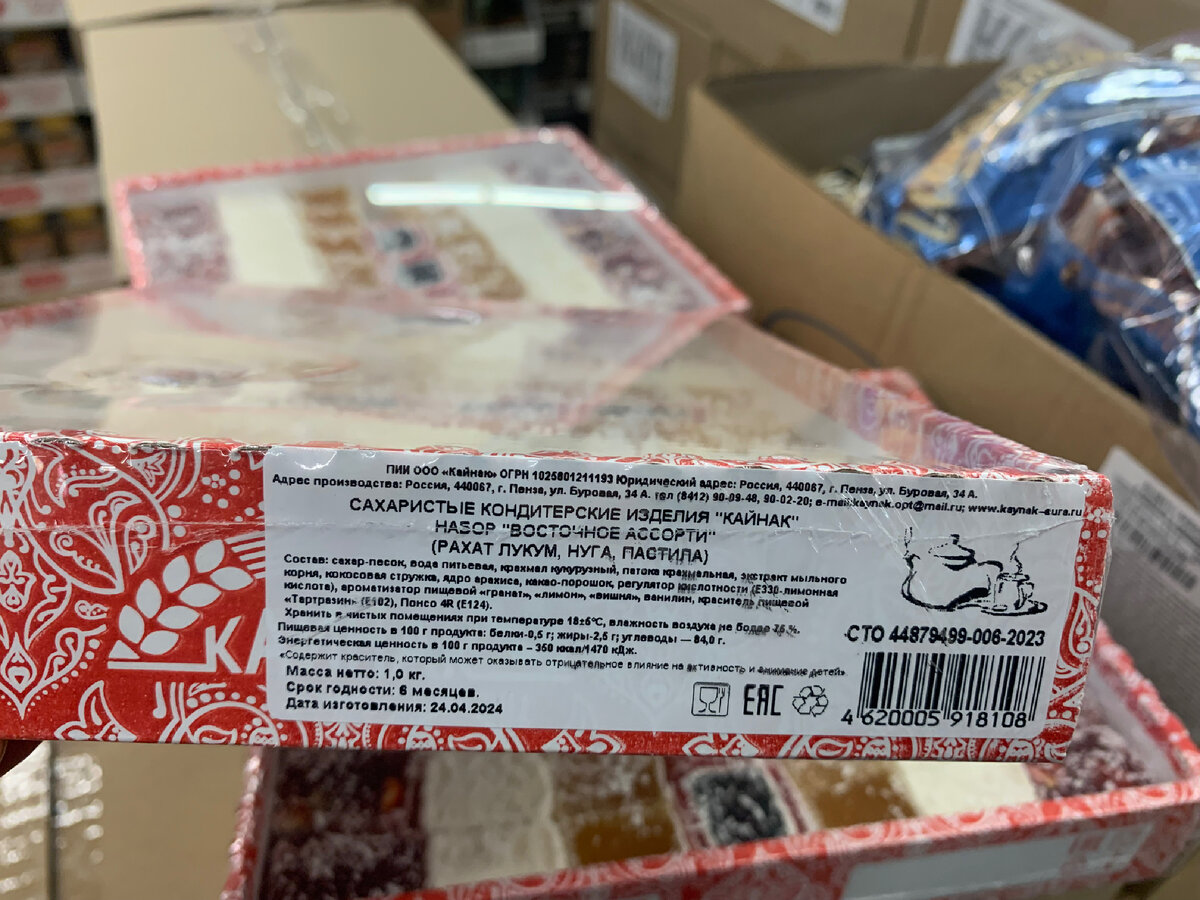 ПИИ ООО «Кайнак» ОГРН 1025801211193 Юридический адрес: Россия, 440067, г. Пенза, ул. Буровая, 34 А.
Адрес производства: Россия, 440067, г. Пенза, ул. Буровая, 34 А. тел (8412) 90-09-48, 90-02-20; e-mail:kaynak.opt@mail.ru; www.kaynak-aura.ru
САХАРИСТЫЕ КОНДИТЕРСКИЕ ИЗДЕЛИЯ "КАЙНАК"
НАБОР "ВОСТОЧНОЕ АССОРТИ"
(РАХАТ ЛУКУМ, НУГА, ПАСТИЛА)
Состав: сахар-песок, вода питьевая, крахмал кукурузный, патока крахмальная, экстракт мыльного
корня, кокосовая стружка, ядро арахиса, какао-порошок, регулятор кислотности (Е330-лимонная
кислота), ароматизатор пищевой «гранат», «лимон» «вишня», ванилин, краситель пищевой
«Тартразин» (Е102), Понсо 4R (Е124).
Хранить в чистых помещениях при температуре 18±5°С, влажность воздуха не более 75 %.
Пищевая ценность в 100 г продукта: белки-0,5 г; жиры-2,5 г; углеводы — 84,0 г.
Энергетическая ценность в 100 г продукта – 350 ккал/1470 кДж.
«Содержит краситель, который может оказывать отрицательное влияние на активность и внимание детей»
Масса нетто: 1,0 кг.
Срок годности: 6 месяцев.
Дата изготовления: 24.04.2024
СТО 44879499-006-2023
EAC
4 620005 918108
КА